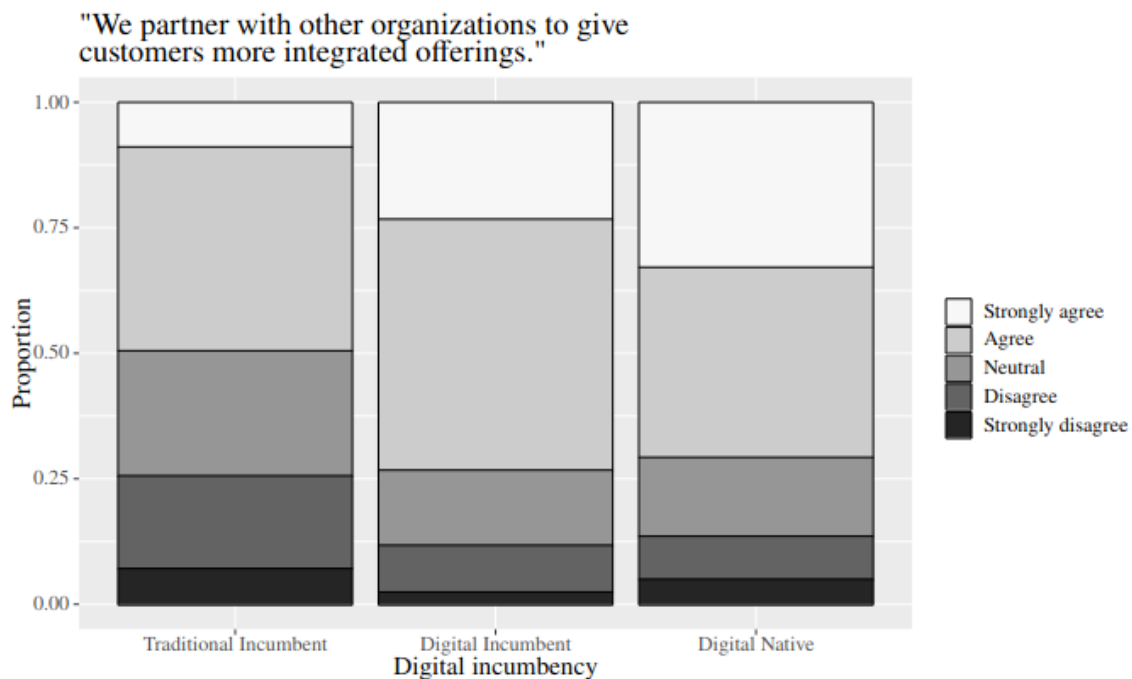 "We partner with other organizations to give
customers more integrated offerings."
1.00
0.75
0.50
0.25
0.00
Proportion
Traditional Incumbent
Digital Incumbent
Digital Native
Digital incumbency
Strongly agree
Agree
Neutral
Disagree
Strongly disagree